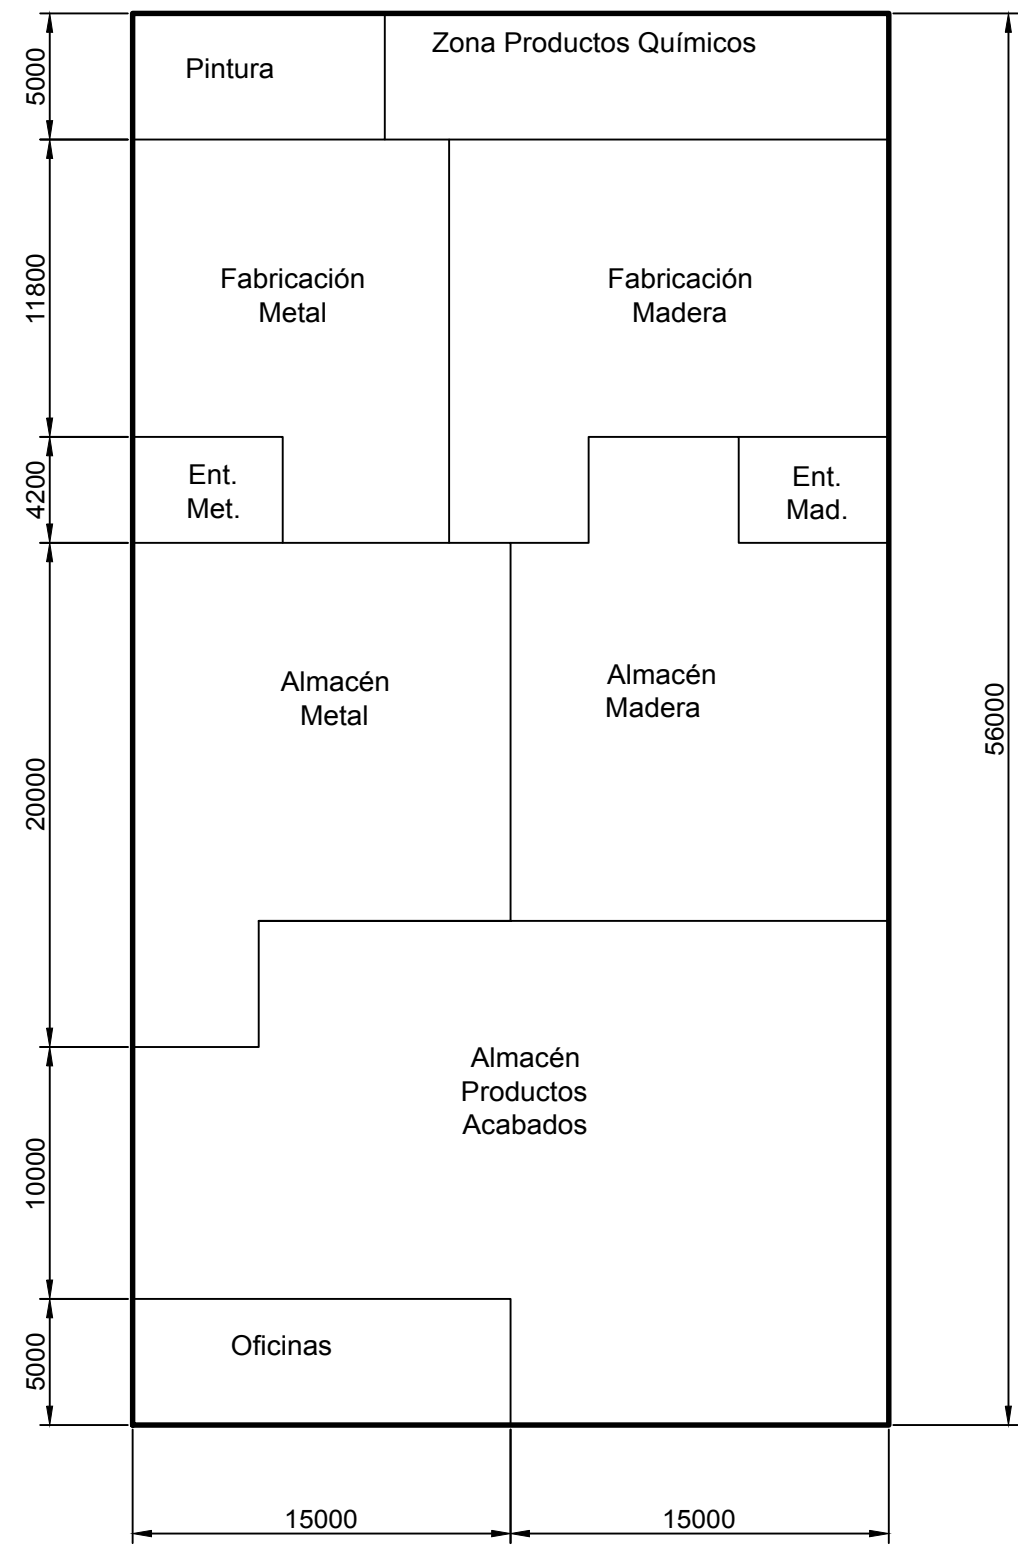 Zona Productos Químicos
Pintura
5000
11800
Fabricación
Metal
Fabricación
Madera
4200
Ent.
Met.
Ent.
Mad.
20000
Almacén
Metal
Almacén
Madera
56000
10000
Almacén
Productos
Acabados
5000
Oficinas
15000
15000